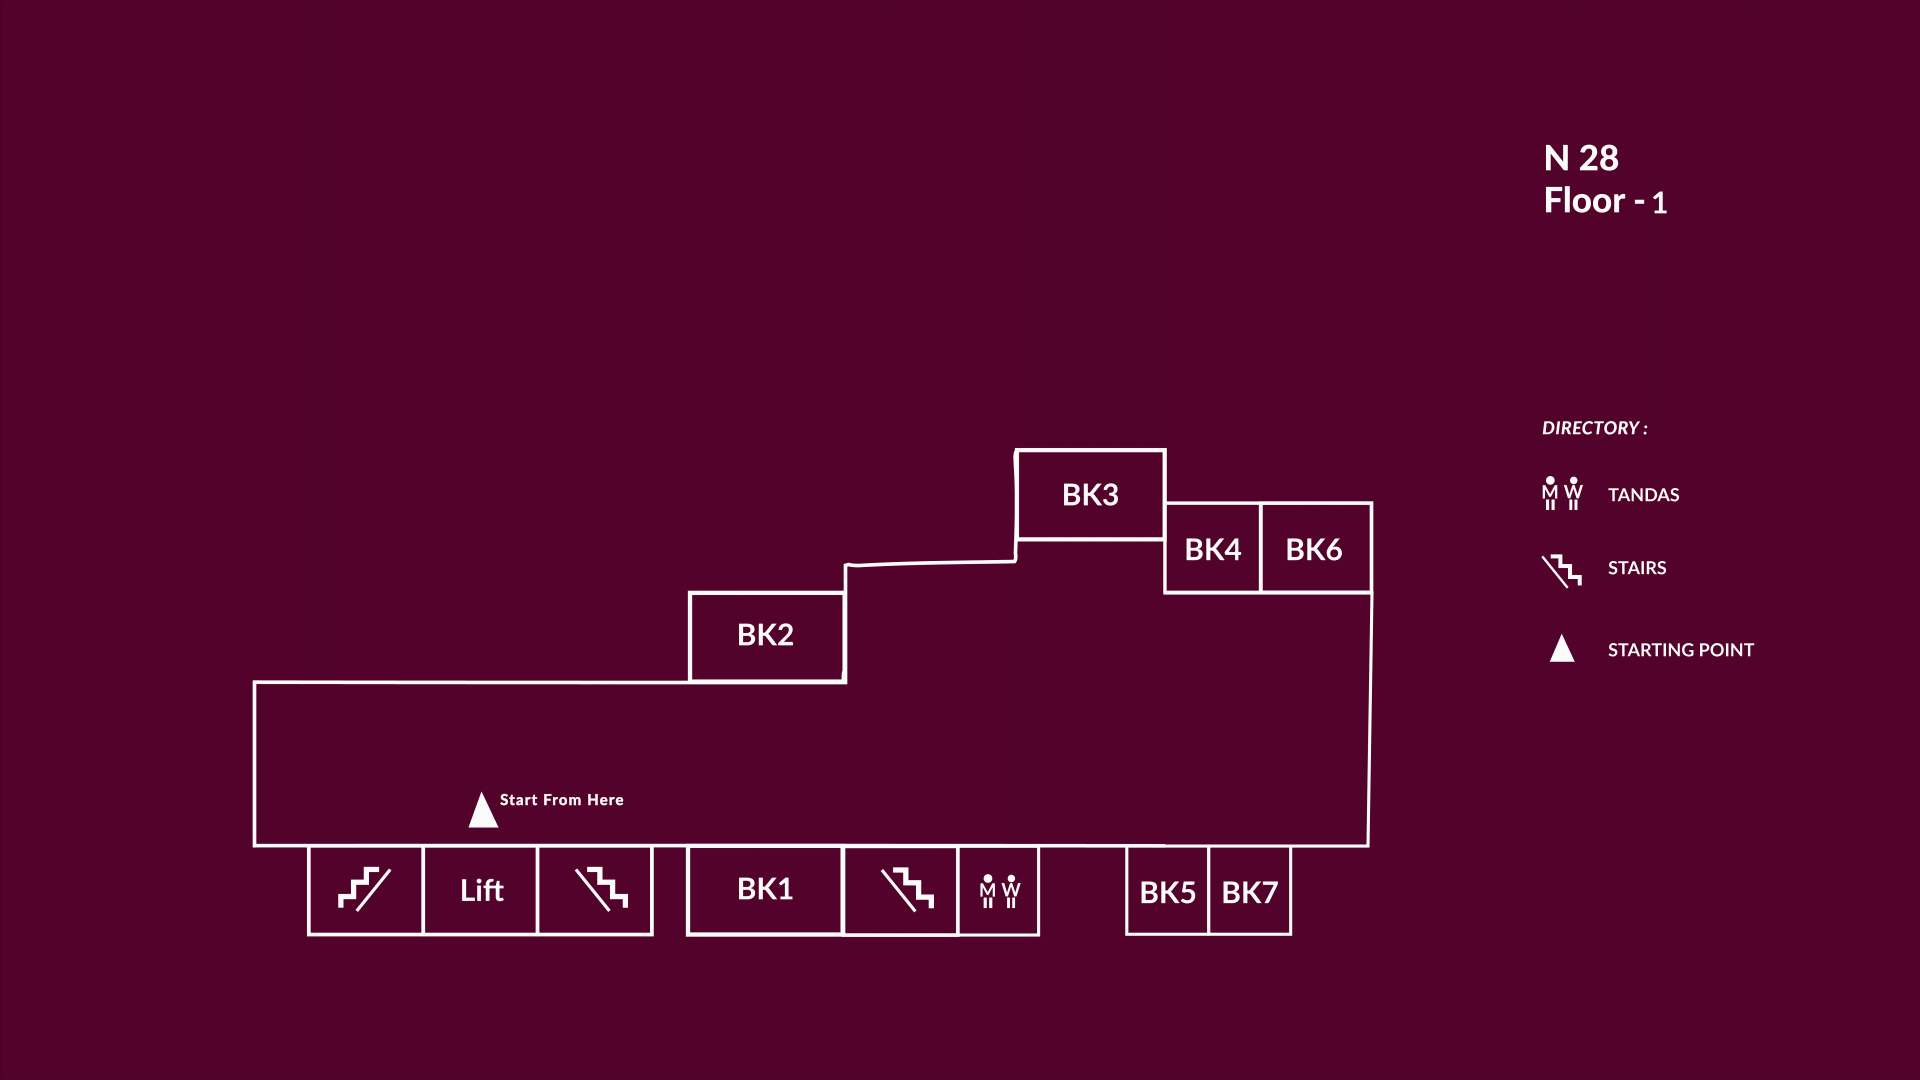 N 28
Floor - 1
DIRECTORY :
M W TANDAS
STAIRS
STARTING POINT
BK3
BK4
BK6
BK2
Start From Here
Lift
BK1
M W
BK5
BK7